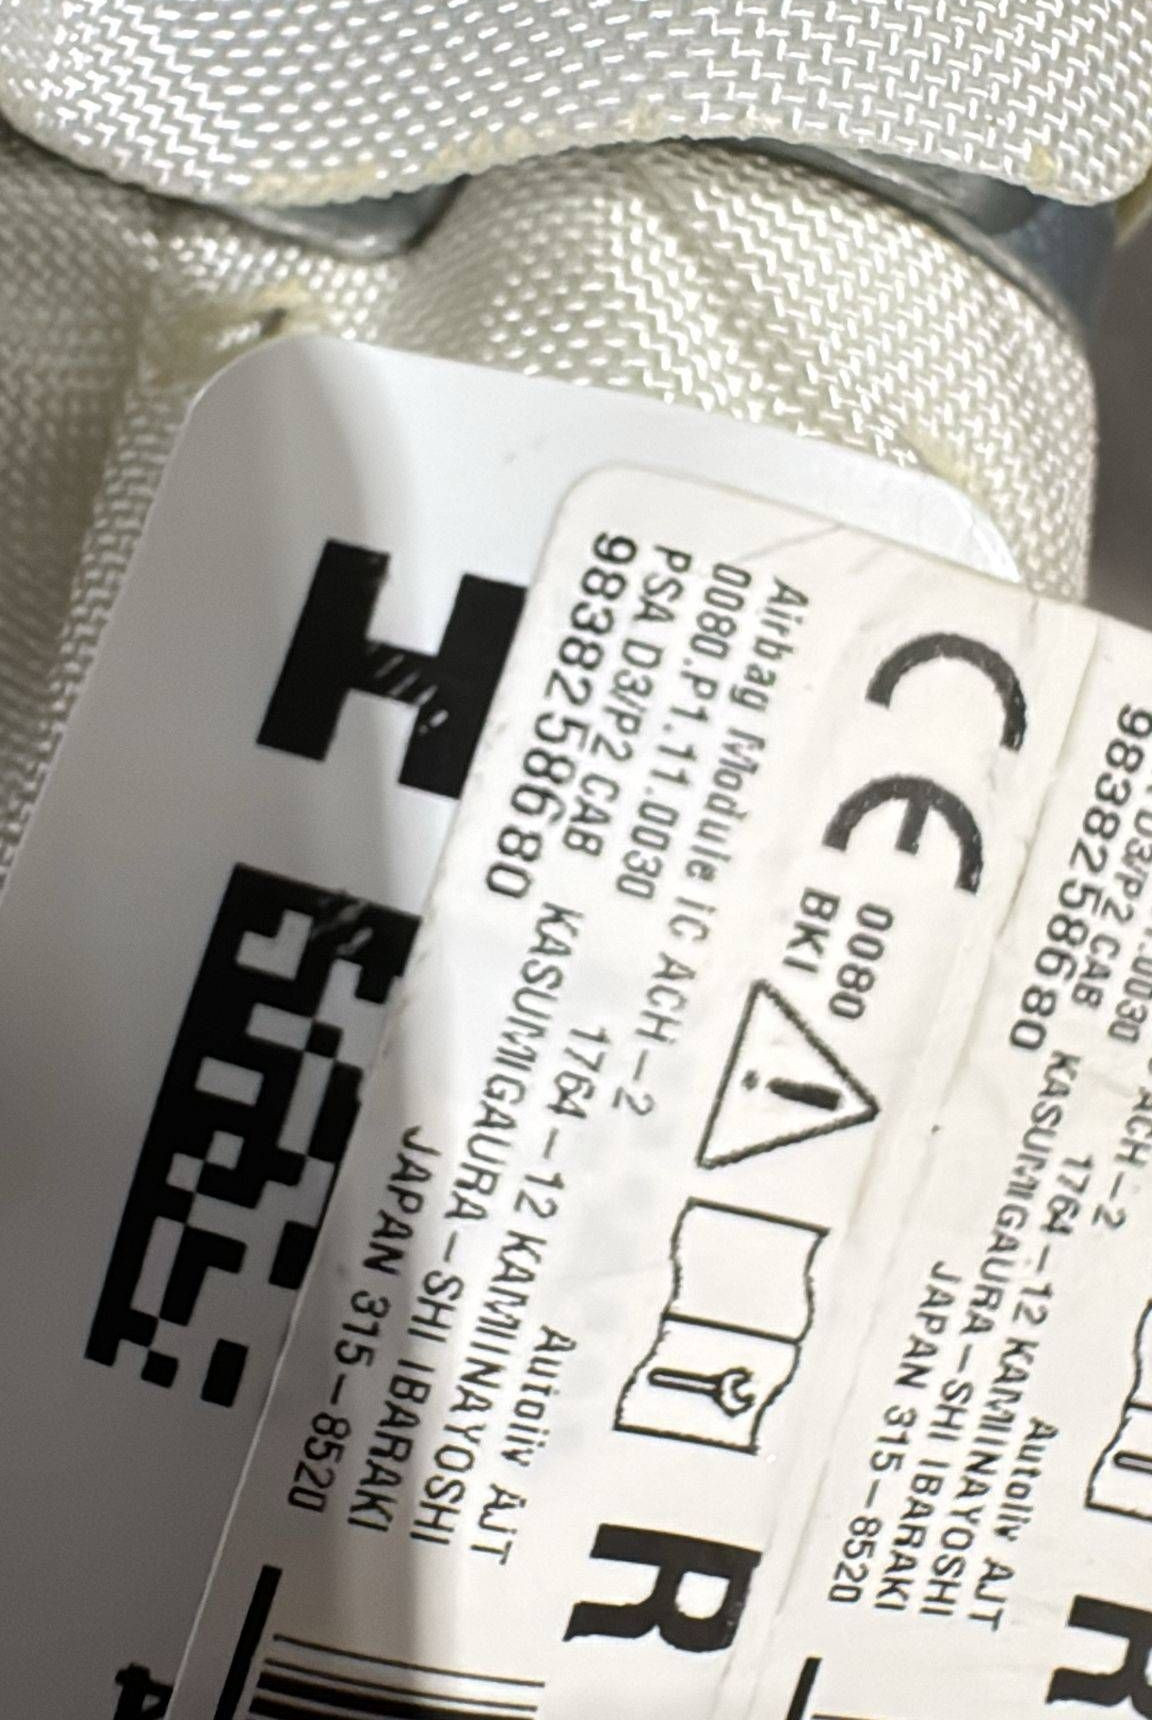 H
CE
0080
BKI
Airbag Module iC ACH-2
0080.P1.11.0030
PSA D3/P2 CAB
9838258680
Autoliv AJT
1764-12 KAMIINAYOSHI
KASUMIGAURA-SHI IBARAKI
JAPAN 315-8520
R
ACH-2
.0030
D3/P2 CAB
9838258680
Autoliv AJT
1764-12 KAMIINAYOSHI
KASUMIGAURA-SHI IBARAKI
JAPAN 315-8520
R
4